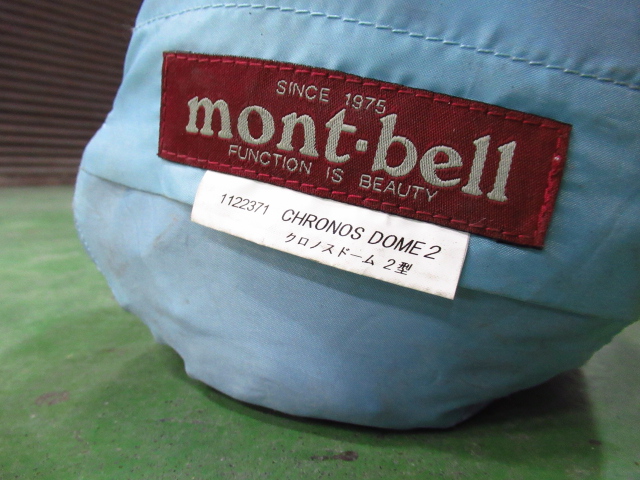 SINCE 1975
mont·bell
FUNCTION IS BEAUTY
1122371 CHRONOS DOME 2
クロノスドーム 2型